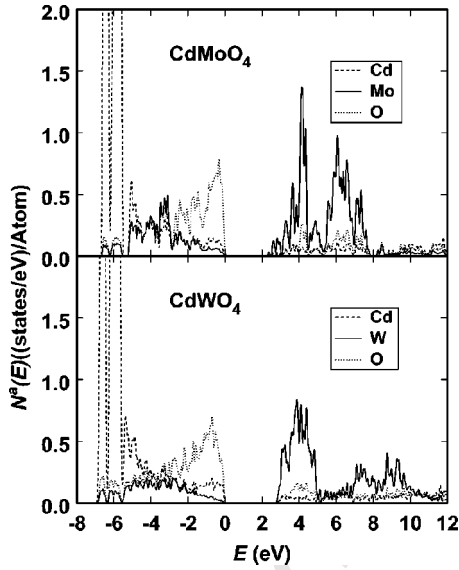 2.0
CdMoO4
Cd
Mo
O
1.5
1.0
0.5
0.0
CdWO4
Cd
W
O
1.5
1.0
0.5
0.0
N^a(E)((states/eV)/Atom)
-8 -6 -4 -2 0 2 4 6 8 10 12
E (eV)